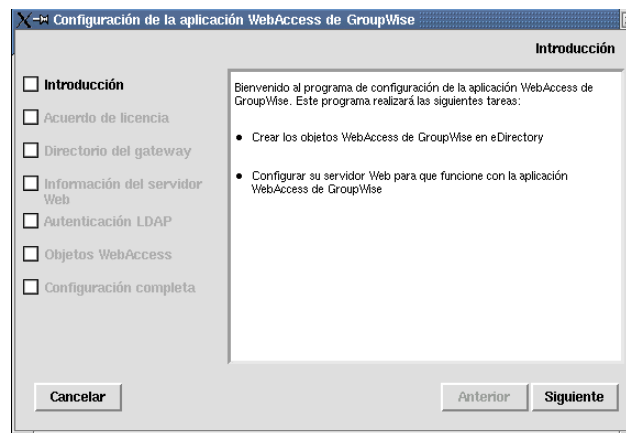 Configuración de la aplicación WebAccess de GroupWise
Introducción
Introducción
Acuerdo de licencia
Directorio del gateway
Información del servidor
Web
Autenticación LDAP
Objetos WebAccess
Configuración completa
Bienvenido al programa de configuración de la aplicación WebAccess de
GroupWise. Este programa realizará las siguientes tareas:
• Crear los objetos WebAccess de GroupWise en eDirectory
• Configurar su servidor Web para que funcione con la aplicación
WebAccess de GroupWise
Cancelar
Anterior
Siguiente